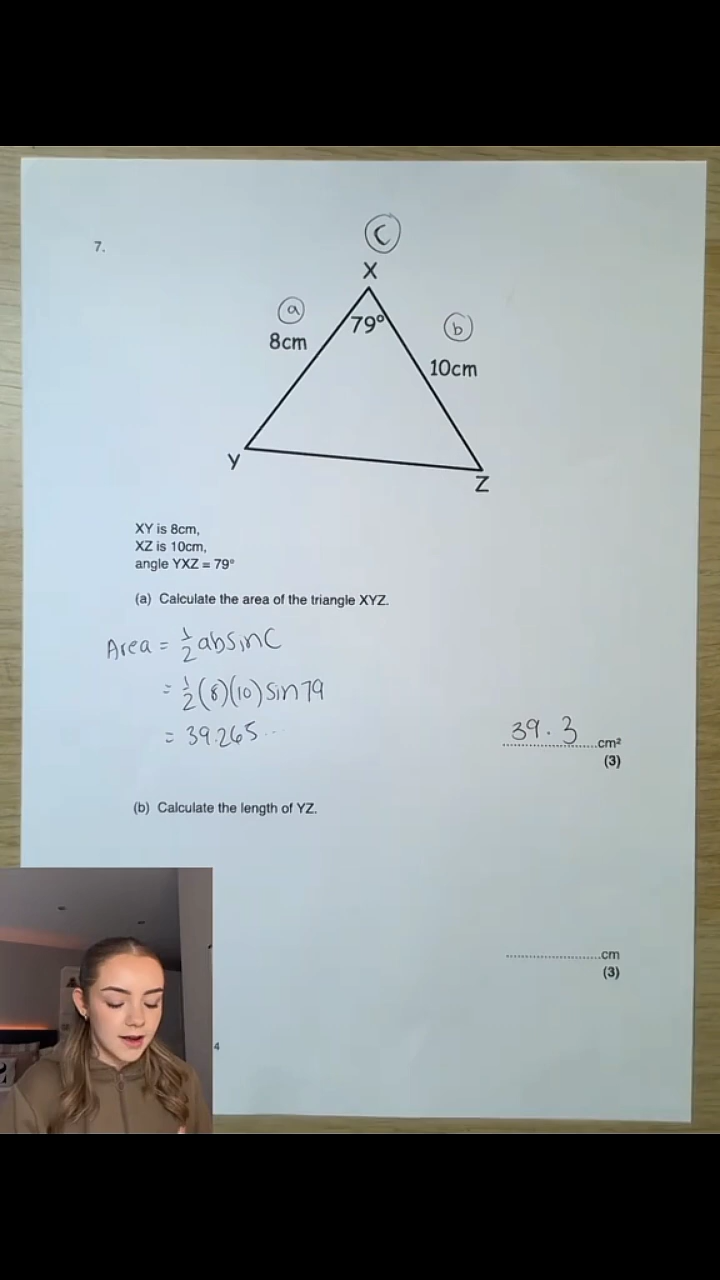 7.
C
X
a
79°
b
8cm
10cm
Y
Z
XY is 8cm,
XZ is 10cm,
angle YXZ = 79°
(a) Calculate the area of the triangle XYZ.
Area = 1/2 absinC
= 1/2 (8)(10) sin 79
= 39.265...
39.3 cm²
(3)
(b) Calculate the length of YZ.
cm
(3)
4